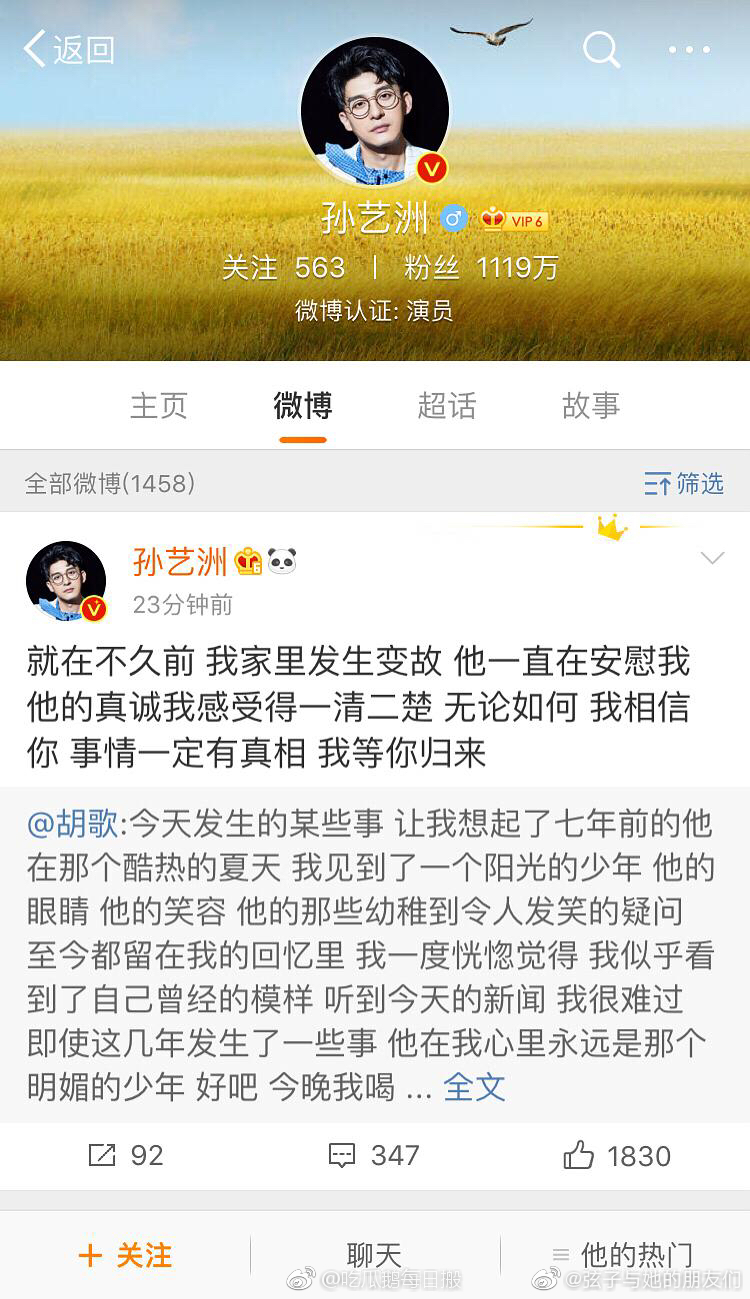 返回
孙艺洲 VIP 6
关注 563 | 粉丝 1119万
微博认证: 演员
主页 微博 超话 故事
全部微博(1458) 筛选
孙艺洲 6
23分钟前
就在不久前 我家里发生变故 他一直在安慰我
他的真诚我感受得一清二楚 无论如何 我相信
你 事情一定有真相 我等你归来
@胡歌:今天发生的某些事 让我想起了七年前的他
在那个酷热的夏天 我见到了一个阳光的少年 他的
眼睛 他的笑容 他的那些幼稚到令人发笑的疑问
至今都留在我的回忆里 我一度恍惚觉得 我似乎看
到了自己曾经的模样 听到今天的新闻 我很难过
即使这几年发生了一些事 他在我心里永远是那个
明媚的少年 好吧 今晚我喝 ... 全文
92 347 1830
+ 关注 聊天 他的热门
@吃瓜鹅每日搬 @弦子与她的朋友们